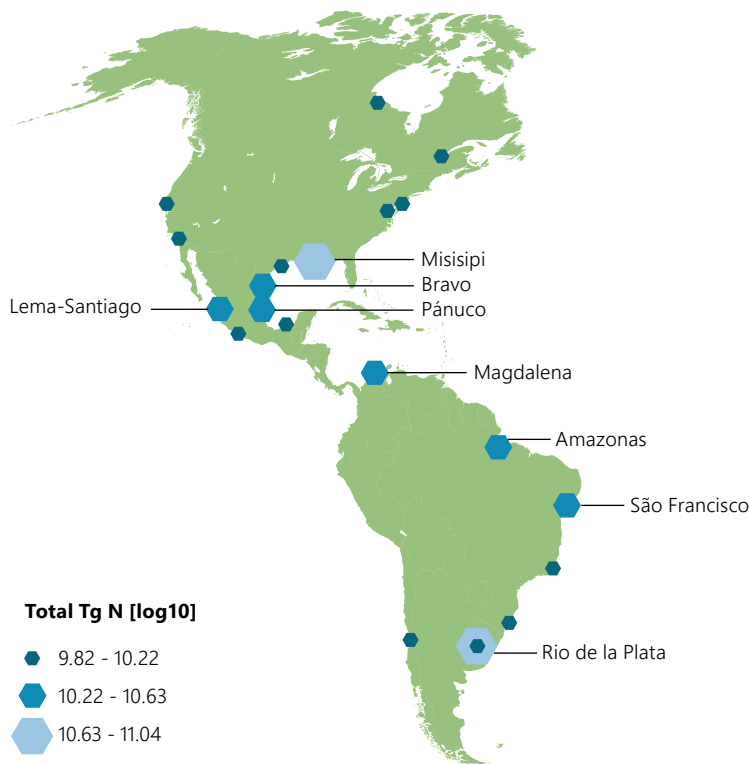 Misisipi
Bravo
Lema-Santiago
Pánuco
Magdalena
Amazonas
São Francisco
Total Tg N [log10]
Rio de la Plata
9.82 - 10.22
10.22 - 10.63
10.63 - 11.04